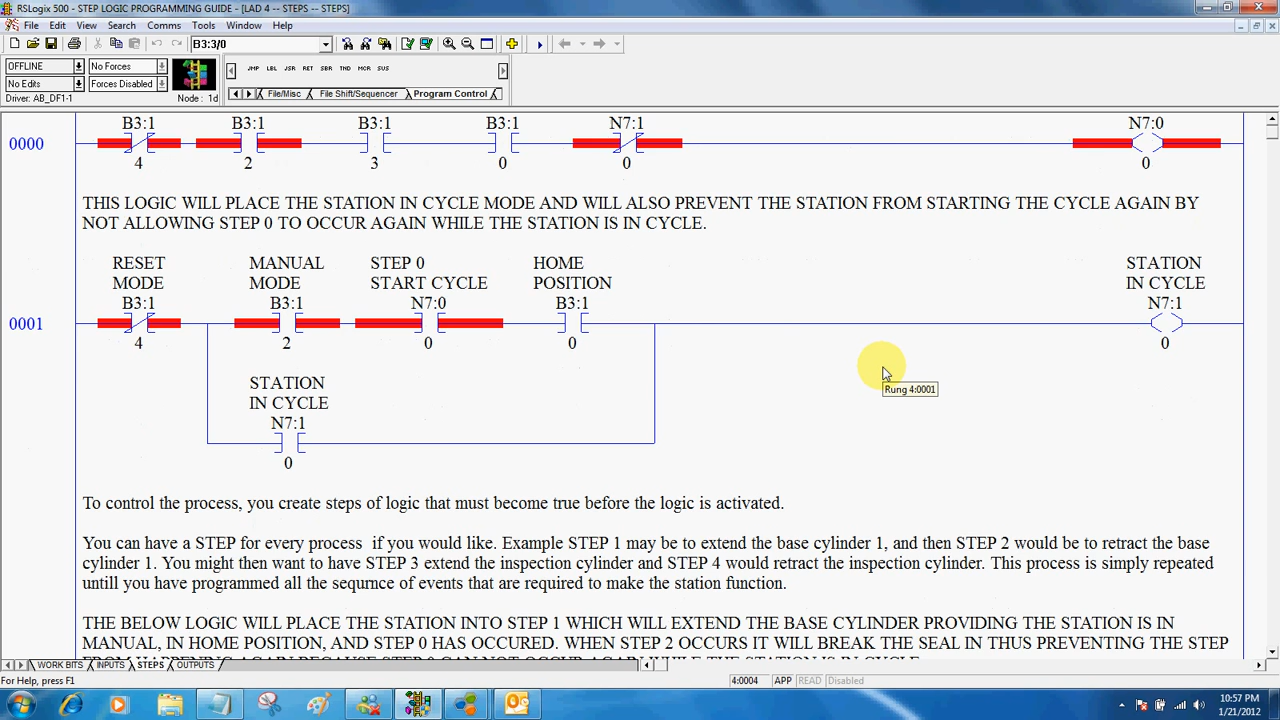 RSLogix 500 - STEP LOGIC PROGRAMMING GUIDE - [LAD 4 -- STEPS -- STEPS]
File Edit View Search Comms Tools Window Help
B3:3/0
OFFLINE No Forces
No Edits Forces Disabled
Driver: AB_DF1-1 Node : 1d
JMP LBL JSR RET SBR TND MCR SUS
File/Misc File Shift/Sequencer Program Control
B3:1 B3:1 B3:1 B3:1 N7:1 N7:0
0000
4 2 3 0 0 0
THIS LOGIC WILL PLACE THE STATION IN CYCLE MODE AND WILL ALSO PREVENT THE STATION FROM STARTING THE CYCLE AGAIN BY
NOT ALLOWING STEP 0 TO OCCUR AGAIN WHILE THE STATION IS IN CYCLE.
RESET MANUAL STEP 0 HOME STATION
MODE MODE START CYCLE POSITION IN CYCLE
B3:1 B3:1 N7:0 B3:1 N7:1
0001
4 2 0 0 0
Rung 4:0001
STATION
IN CYCLE
N7:1
0
To control the process, you create steps of logic that must become true before the logic is activated.
You can have a STEP for every process if you would like. Example STEP 1 may be to extend the base cylinder 1, and then STEP 2 would be to retract the base
cylinder 1. You might then want to have STEP 3 extend the inspection cylinder and STEP 4 would retract the inspection cylinder. This process is simply repeated
untill you have programmed all the sequrnce of events that are required to make the station function.
THE BELOW LOGIC WILL PLACE THE STATION INTO STEP 1 WHICH WILL EXTEND THE BASE CYLINDER PROVIDING THE STATION IS IN
MANUAL, IN HOME POSITION, AND STEP 0 HAS OCCURED. WHEN STEP 2 OCCURS IT WILL BREAK THE SEAL IN THUS PREVENTING THE STEP
WORK BITS INPUTS STEPS OUTPUTS
For Help, press F1 4:0004 APP READ Disabled
10:57 PM
1/21/2012